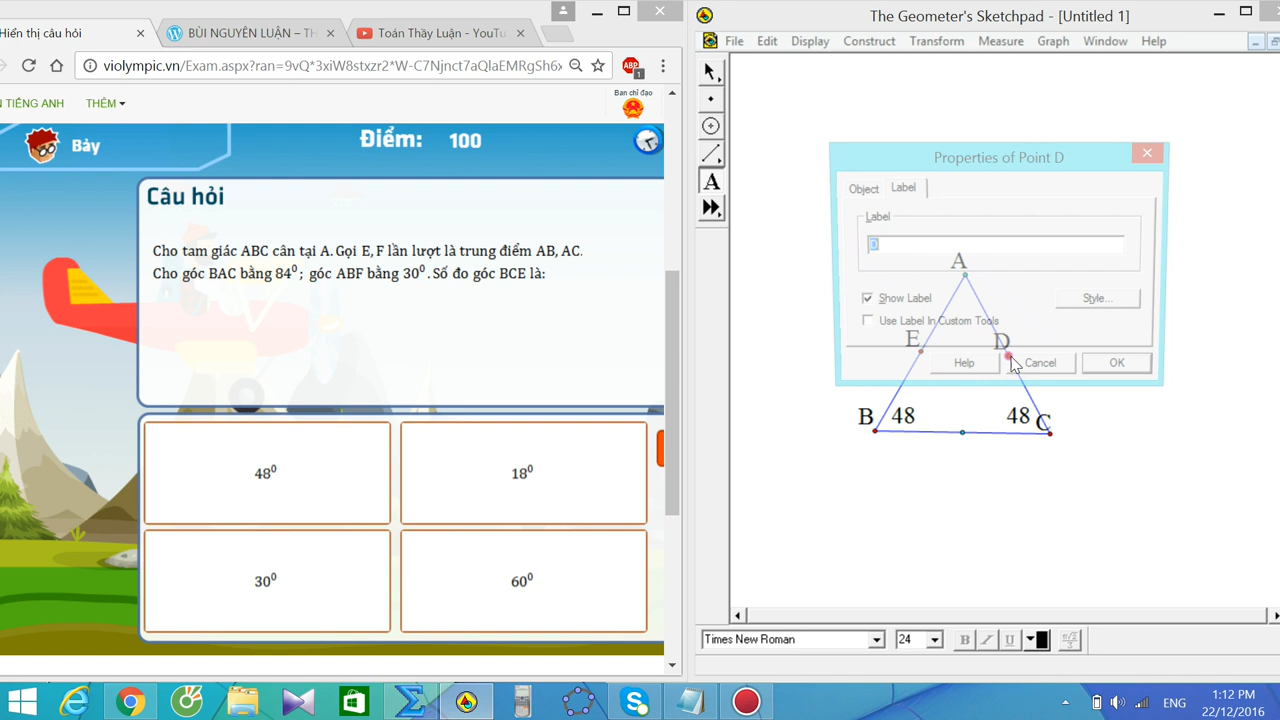 Hiển thị câu hỏi
BÙI NGUYÊN LUẬN – TH
Toán Thầy Luận - YouTu
violympic.vn/Exam.aspx?ran=9vQ*3xiW8stxzr2*W-C7Njnct7aQlaEMRgSh6x
ABP
1
TIẾNG ANH
THÊM
Ban chỉ đạo
Bảy
Điểm: 100
Câu hỏi
Cho tam giác ABC cân tại A. Gọi E, F lần lượt là trung điểm AB, AC.
Cho góc BAC bằng 84⁰; góc ABF bằng 30⁰. Số đo góc BCE là:
48⁰
18⁰
30⁰
60⁰
The Geometer's Sketchpad - [Untitled 1]
File Edit Display Construct Transform Measure Graph Window Help
A
Properties of Point D
Object Label
Label
D
Show Label
Style...
Use Label In Custom Tools
Help Cancel OK
A
E
D
B 48
48 C
Times New Roman
24
B I U
ENG
1:12 PM
22/12/2016